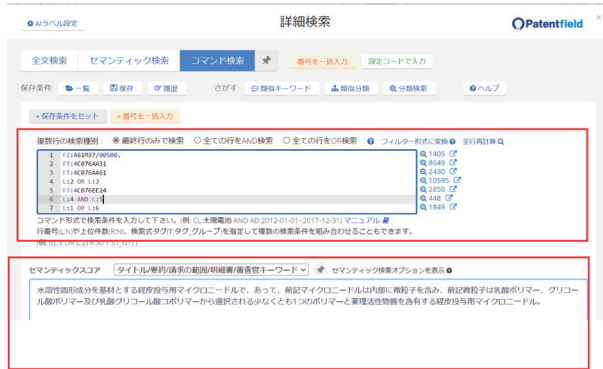 AIラベル設定
詳細検索
Patentfield
×
全文検索 セマンティック検索 コマンド検索 番号を一括入力 設定コードで入力
保存条件 一覧 保存 履歴 さがす 類似キーワード 類似分類 分類検索 ヘルプ
+保存条件をセット +番号を一括入力
複数行の検索種別: 最終行のみで検索 全ての行をAND検索 全ての行をOR検索 フィルター形式に変換 全行再計算
1 FI:A61M37/00500. 1405
2 FT:4C076AA31 8649
3 FT:4C076AA61 2430
4 L:2 OR L:3 10595
5 FT:4C076EE24 2850
6 L:4 AND L:5 448
7 L:1 OR L:6 1849
コマンド形式で検索条件を入力して下さい。(例: CL:太陽電池 AND AD:2012-01-01~2017-12-31) マニュアル
行番号(L:N)や上位件数(R:N)、検索式タグ(T:タグ_グループ)を指定して複数の検索条件を組み合わせることもできます。
セマンティックスコア タイトル/要約/請求の範囲/明細書/審査官キーワード セマンティック検索オプションを表示
水溶性固形成分を基材とする経皮投与用マイクロニードルで、あって、前記マイクロニードルは内部に微粒子を含み、前記微粒子は乳酸ポリマー、グリコー
ル酸ポリマー及び乳酸グリコール酸コポリマーから選択される少なくとも1つのポリマーと薬理活性物質を含有する経皮投与用マイクロニードル。